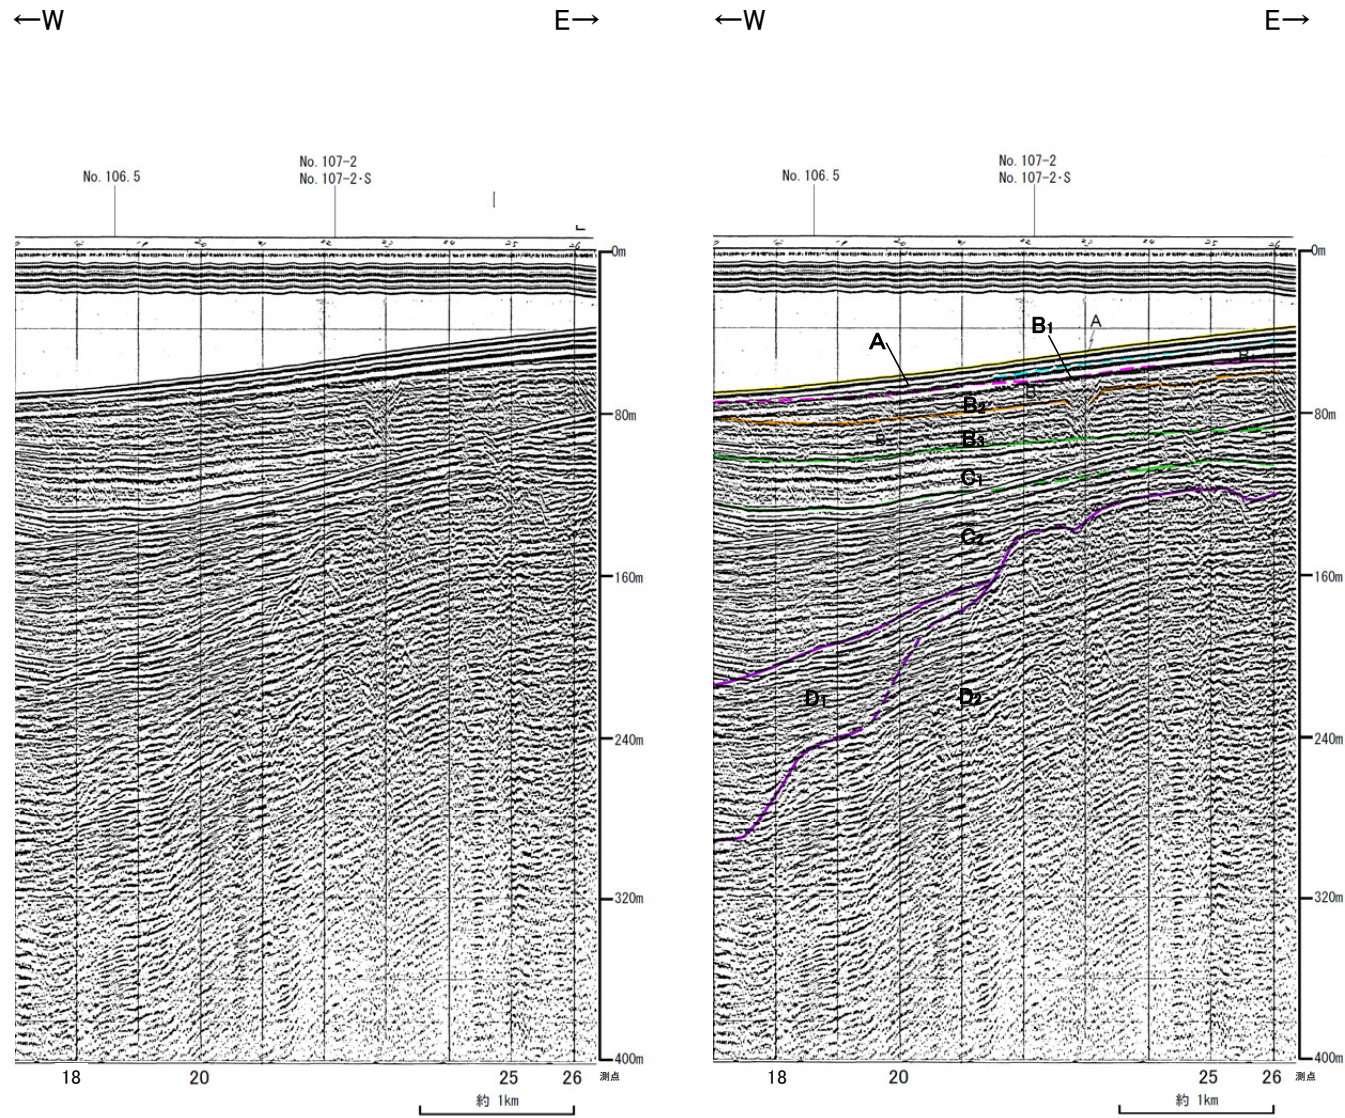 ←W
E→
←W
E→
No. 107-2
No. 107-2・S
No. 106.5
No. 107-2
No. 107-2・S
No. 106.5
0m
80m
160m
240m
320m
400m
18
20
25
26
測点
約 1km
0m
80m
160m
240m
320m
400m
A
B1
A
B2
B3
C1
C2
D1
D2
18
20
25
26
測点
約 1km